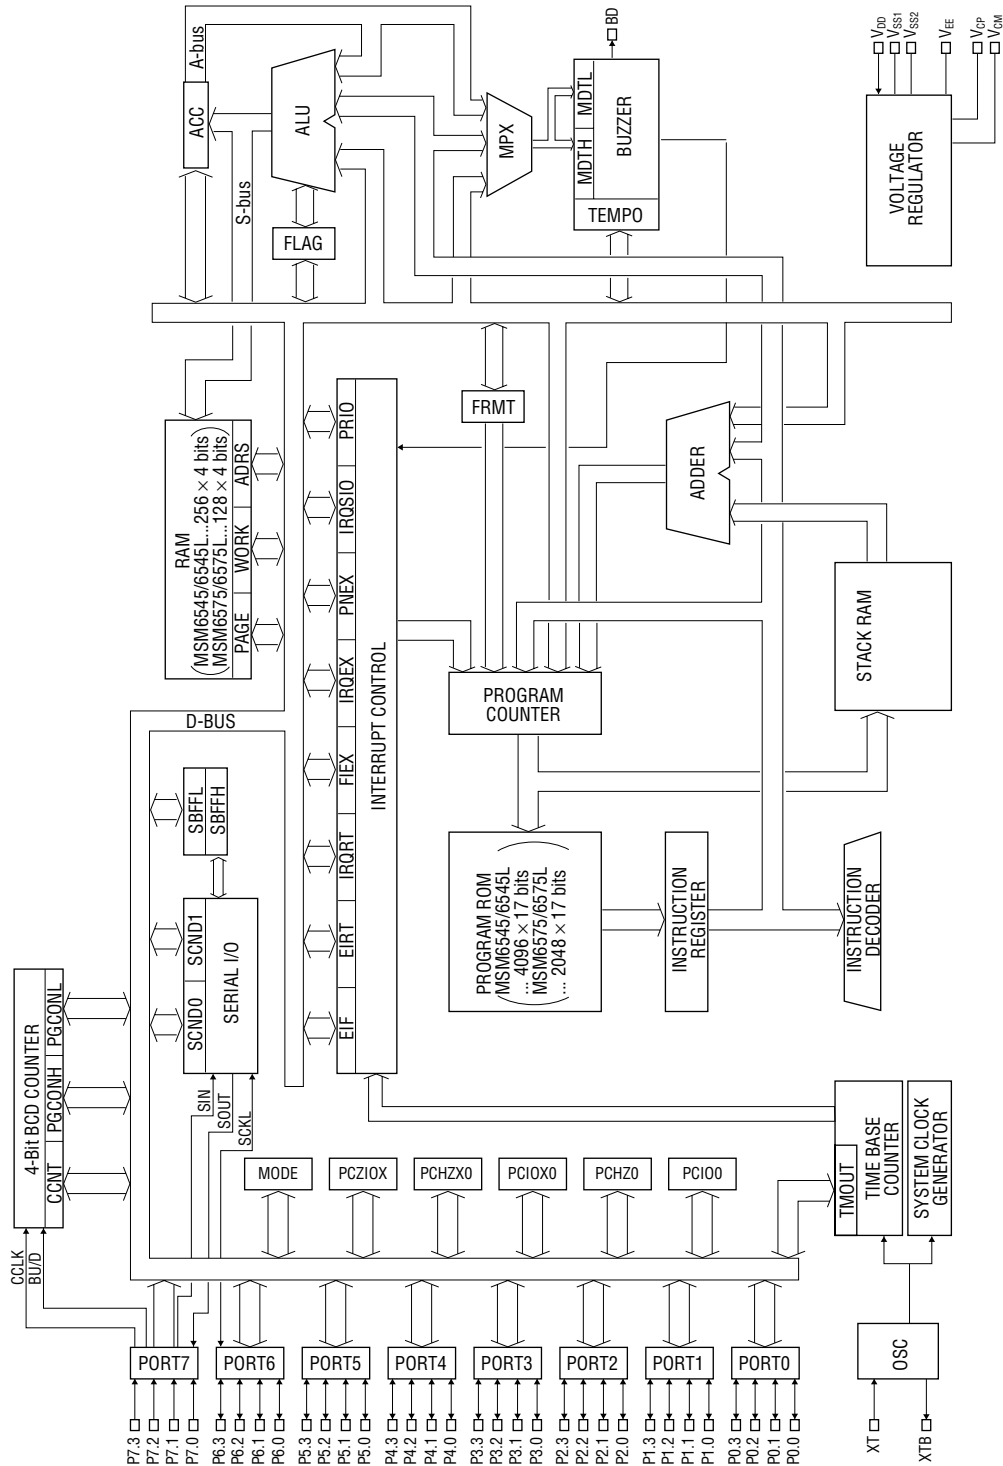 A-bus
ACC
S-bus
ALU
FLAG
MPX
MDTH
MDTL
BUZZER
TEMPO
BD
VOLTAGE
REGULATOR
VDD
VSS1
VSS2
VEE
VCP
VCM
RAM
MSM6545/6545L...256 × 4 bits
MSM6575/6575L...128 × 4 bits
PAGE
WORK
ADRS
D-BUS
EIF
EIRT
IRQRT
FIEX
IRQEX
PNEX
IRQSIO
PRIO
INTERRUPT CONTROL
FRMT
ADDER
PROGRAM
COUNTER
STACK RAM
PROGRAM ROM
MSM6545/6545L
... 4096 × 17 bits
MSM6575/6575L
... 2048 × 17 bits
INSTRUCTION
REGISTER
INSTRUCTION
DECODER
SBFFL
SBFFH
SCND0
SCND1
SERIAL I/O
SIN
SOUT
SCKL
4-Bit BCD COUNTER
CCNT
PGCONH
PGCONL
CCLK
BU/D
MODE
PCZIOX
PCHZX0
PCIOX0
PCHZ0
PCIO0
TMOUT
TIME BASE
COUNTER
SYSTEM CLOCK
GENERATOR
OSC
XT
XTB
PORT7
PORT6
PORT5
PORT4
PORT3
PORT2
PORT1
PORT0
P7.3
P7.2
P7.1
P7.0
P6.3
P6.2
P6.1
P6.0
P5.3
P5.2
P5.1
P5.0
P4.3
P4.2
P4.1
P4.0
P3.3
P3.2
P3.1
P3.0
P2.3
P2.2
P2.1
P2.0
P1.3
P1.2
P1.1
P1.0
P0.3
P0.2
P0.1
P0.0